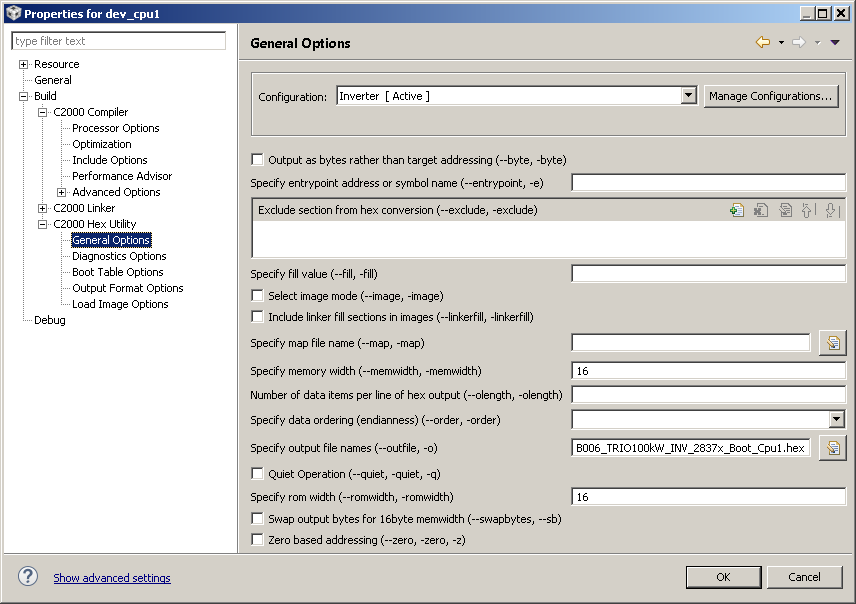 Properties for dev_cpu1
type filter text
Resource
General
Build
C2000 Compiler
Processor Options
Optimization
Include Options
Performance Advisor
Advanced Options
C2000 Linker
C2000 Hex Utility
General Options
Diagnostics Options
Boot Table Options
Output Format Options
Load Image Options
Debug
General Options
Configuration: Inverter [ Active ] Manage Configurations...
Output as bytes rather than target addressing (--byte, -byte)
Specify entrypoint address or symbol name (--entrypoint, -e)
Exclude section from hex conversion (--exclude, -exclude)
Specify fill value (--fill, -fill)
Select image mode (--image, -image)
Include linker fill sections in images (--linkerfill, -linkerfill)
Specify map file name (--map, -map)
Specify memory width (--memwidth, -memwidth) 16
Number of data items per line of hex output (--olength, -olength)
Specify data ordering (endianness) (--order, -order)
Specify output file names (--outfile, -o) B006_TRIO100kW_INV_2837x_Boot_Cpu1.hex
Quiet Operation (--quiet, -quiet, -q)
Specify rom width (--romwidth, -romwidth) 16
Swap output bytes for 16byte memwidth (--swapbytes, --sb)
Zero based addressing (--zero, -zero, -z)
? Show advanced settings OK Cancel